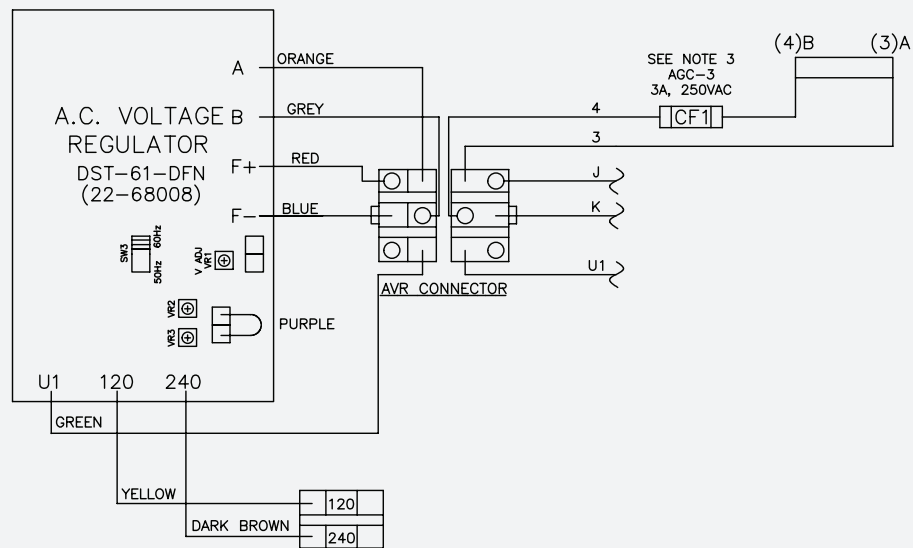 A.C. VOLTAGE
REGULATOR
DST-61-DFN
(22-68008)
A
ORANGE
B
GREY
F+
RED
F-
BLUE
SW3
50Hz 60Hz
V ADJ
VR1
VR2
VR3
PURPLE
U1
120
240
GREEN
YELLOW
120
DARK BROWN
240
AVR CONNECTOR
SEE NOTE 3
AGC-3
3A, 250VAC
CF1
(4)B
(3)A
4
3
J
K
U1